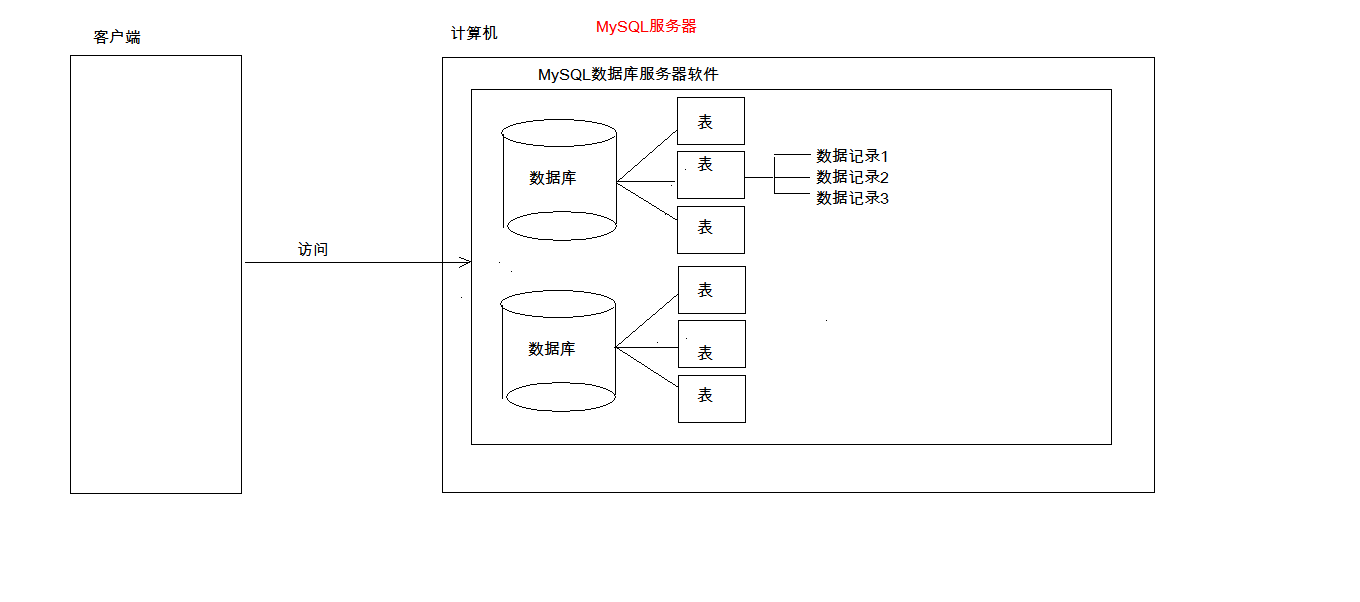 客户端
计算机
MySQL服务器
MySQL数据库服务器软件
表
数据库
表
数据记录1
数据记录2
数据记录3
表
访问
表
数据库
表
表